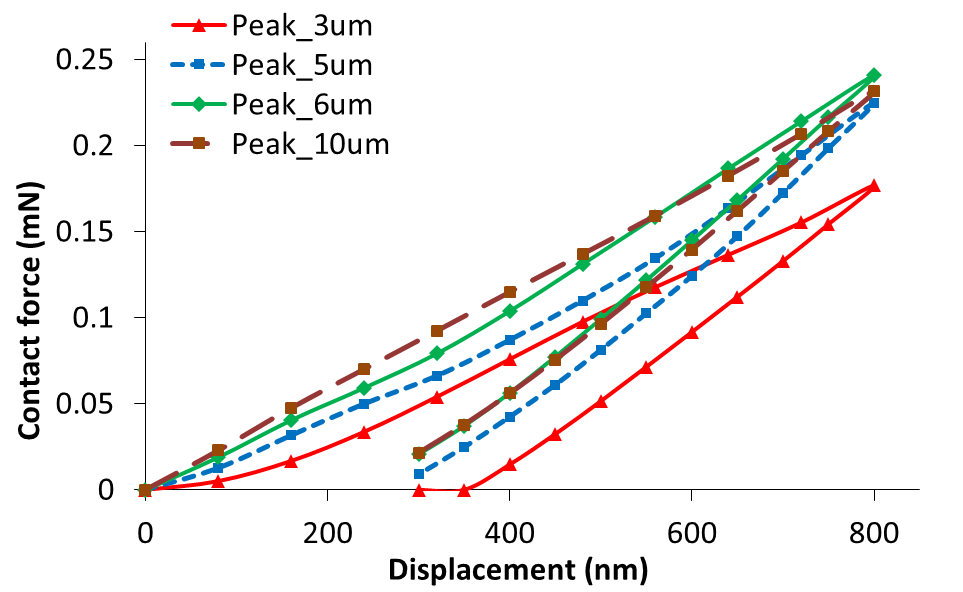 Peak_3um
Peak_5um
Peak_6um
Peak_10um
0.25
0.2
0.15
0.1
0.05
0
Contact force (mN)
0 200 400 600 800
Displacement (nm)